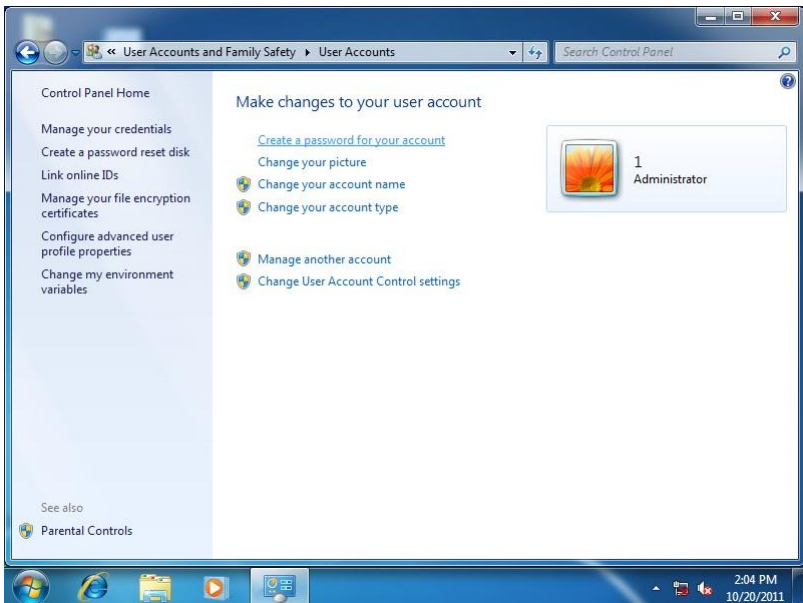 « User Accounts and Family Safety ▸ User Accounts
Search Control Panel
Control Panel Home
Manage your credentials
Create a password reset disk
Link online IDs
Manage your file encryption
certificates
Configure advanced user
profile properties
Change my environment
variables
See also
Parental Controls
Make changes to your user account
Create a password for your account
Change your picture
Change your account name
Change your account type
Manage another account
Change User Account Control settings
1
Administrator
2:04 PM
10/20/2011